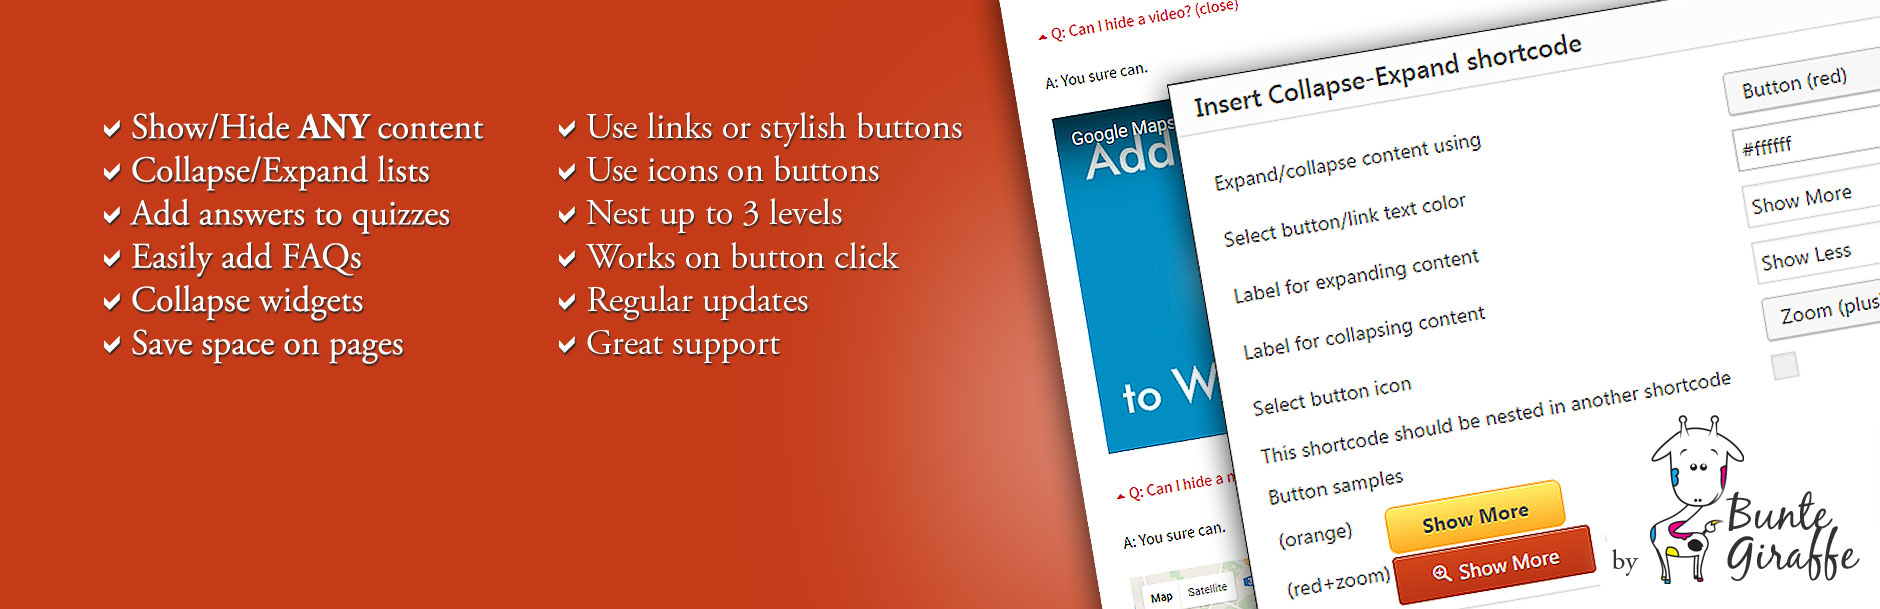 Show/Hide ANY content
Collapse/Expand lists
Add answers to quizzes
Easily add FAQs
Collapse widgets
Save space on pages
Use links or stylish buttons
Use icons on buttons
Nest up to 3 levels
Works on button click
Regular updates
Great support
Q: Can I hide a video? (close)
A: You sure can.
Google Maps
Add
to W
Q: Can I hide a
A: You sure can.
Map
Satellite
Insert Collapse-Expand shortcode
Expand/collapse content using
Button (red)
Select button/link text color
#ffffff
Label for expanding content
Show More
Label for collapsing content
Show Less
Select button icon
Zoom (plus
This shortcode should be nested in another shortcode
Button samples
(orange)
Show More
(red+zoom)
Show More
by
Bunte
Giraffe